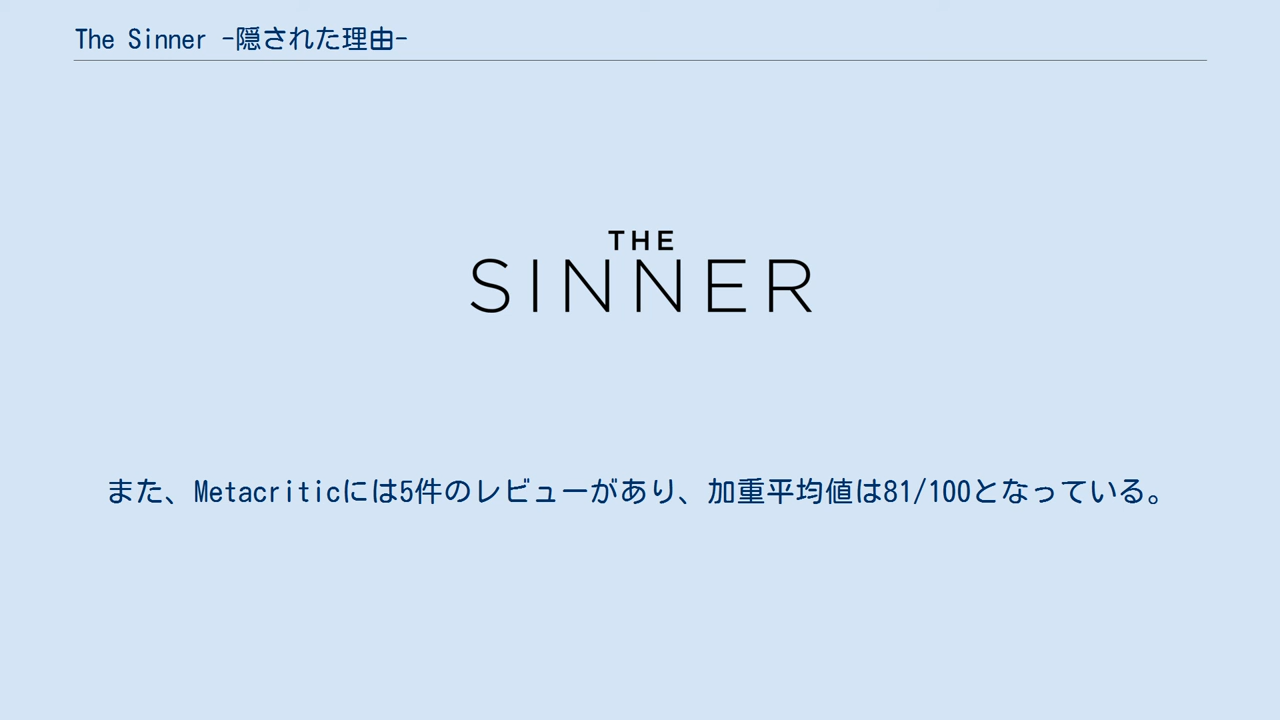 The Sinner -隠された理由-
THE
SINNER
また、Metacriticには5件のレビューがあり、加重平均値は81/100となっている。